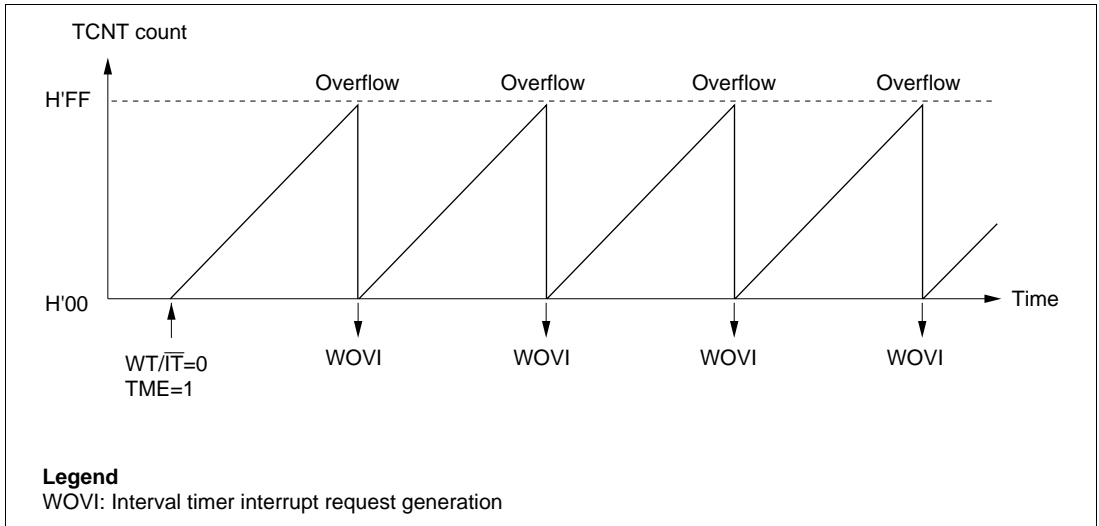 TCNT count
H'FF
Overflow Overflow Overflow Overflow
H'00
Time
WT/I̅T̅=0
TME=1
WOVI WOVI WOVI WOVI
Legend
WOVI: Interval timer interrupt request generation